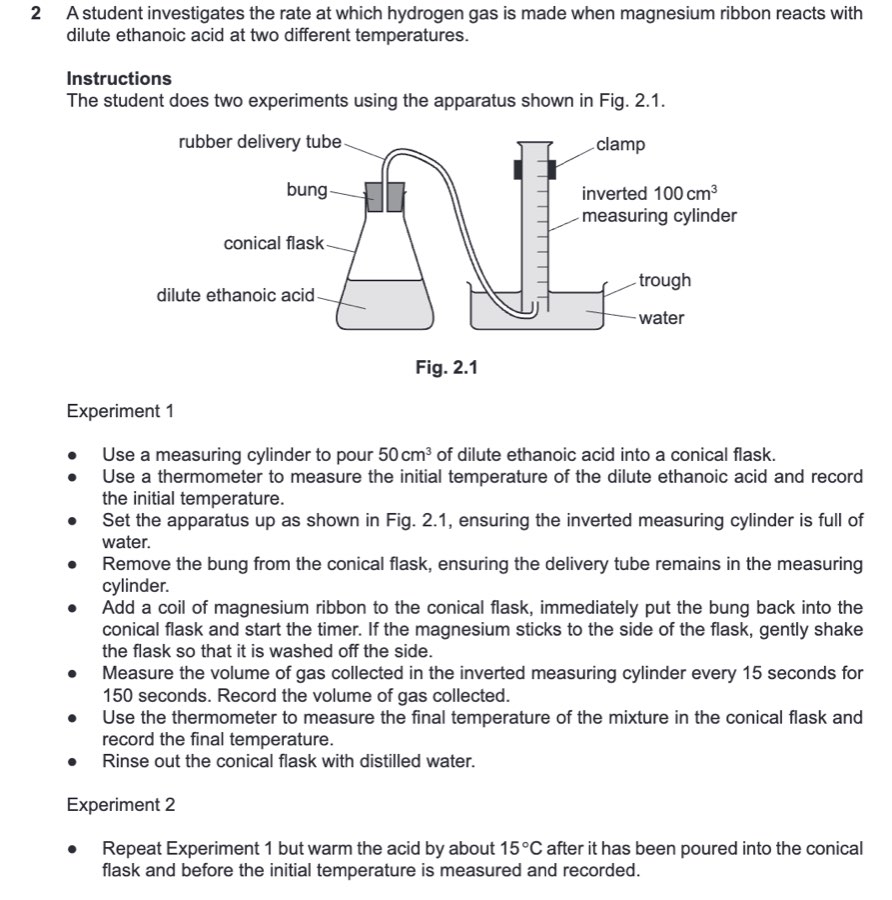 2 A student investigates the rate at which hydrogen gas is made when magnesium ribbon reacts with
dilute ethanoic acid at two different temperatures.
Instructions
The student does two experiments using the apparatus shown in Fig. 2.1.
rubber delivery tube
clamp
bung
inverted 100 cm³
measuring cylinder
conical flask
trough
dilute ethanoic acid
water
Fig. 2.1
Experiment 1
• Use a measuring cylinder to pour 50 cm³ of dilute ethanoic acid into a conical flask.
• Use a thermometer to measure the initial temperature of the dilute ethanoic acid and record
the initial temperature.
• Set the apparatus up as shown in Fig. 2.1, ensuring the inverted measuring cylinder is full of
water.
• Remove the bung from the conical flask, ensuring the delivery tube remains in the measuring
cylinder.
• Add a coil of magnesium ribbon to the conical flask, immediately put the bung back into the
conical flask and start the timer. If the magnesium sticks to the side of the flask, gently shake
the flask so that it is washed off the side.
• Measure the volume of gas collected in the inverted measuring cylinder every 15 seconds for
150 seconds. Record the volume of gas collected.
• Use the thermometer to measure the final temperature of the mixture in the conical flask and
record the final temperature.
• Rinse out the conical flask with distilled water.
Experiment 2
• Repeat Experiment 1 but warm the acid by about 15 °C after it has been poured into the conical
flask and before the initial temperature is measured and recorded.